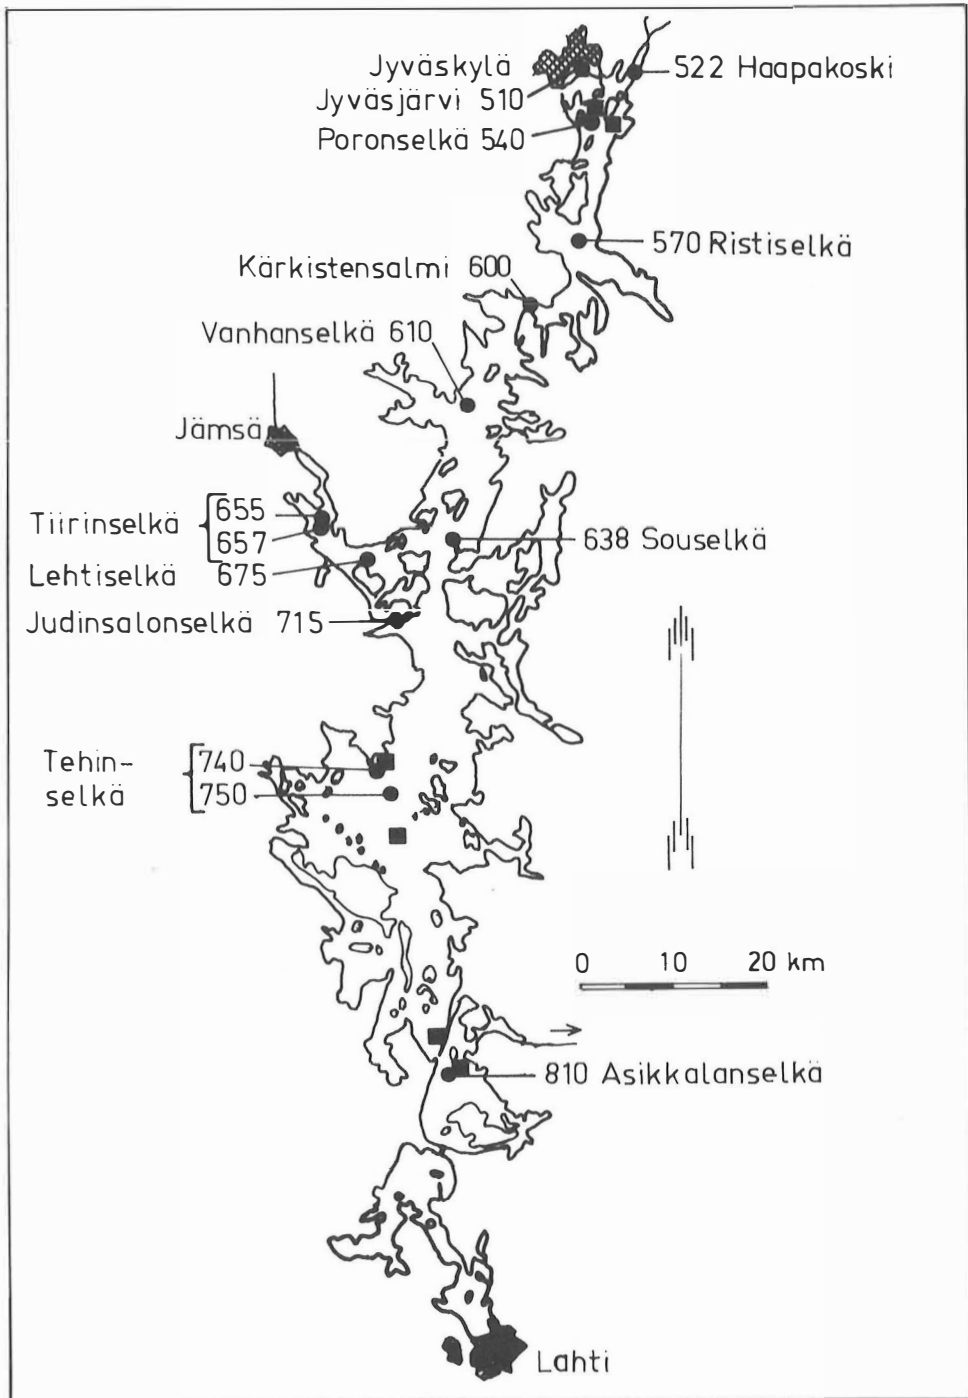 Jyväskylä
522 Haapakoski
Jyväsjärvi 510
Poronselkä 540
570 Ristiselkä
Kärkistensalmi 600
Vanhanselkä 610
Jämsä
Tiirinselkä
655
657
638 Souselkä
Lehtiselkä 675
Judinsalonselkä 715
Tehin-
selkä
740
750
0 10 20 km
810 Asikkalanselkä
Lahti